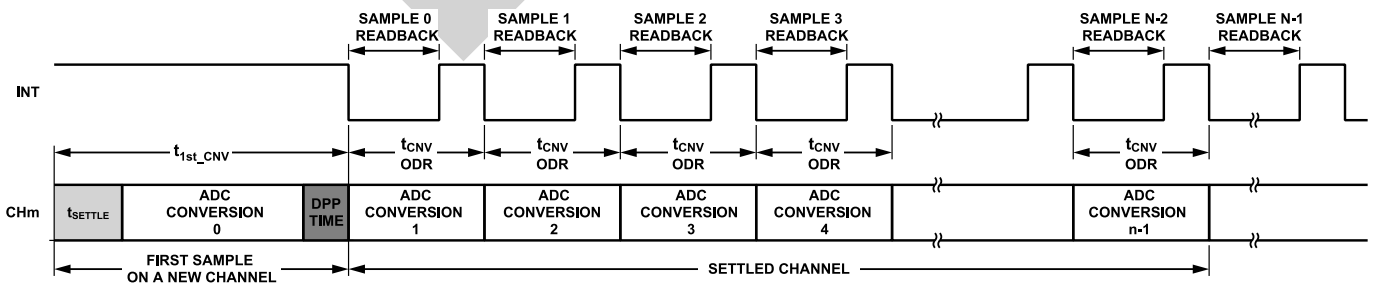 SAMPLE 0
READBACK
SAMPLE 1
READBACK
SAMPLE 2
READBACK
SAMPLE 3
READBACK
SAMPLE N-2
READBACK
SAMPLE N-1
READBACK
INT
t1st_CNV
tCNV
ODR
tCNV
ODR
tCNV
ODR
tCNV
ODR
tCNV
ODR
CHm
tSETTLE
ADC
CONVERSION
0
DPP
TIME
ADC
CONVERSION
1
ADC
CONVERSION
2
ADC
CONVERSION
3
ADC
CONVERSION
4
ADC
CONVERSION
n-1
FIRST SAMPLE
ON A NEW CHANNEL
SETTLED CHANNEL